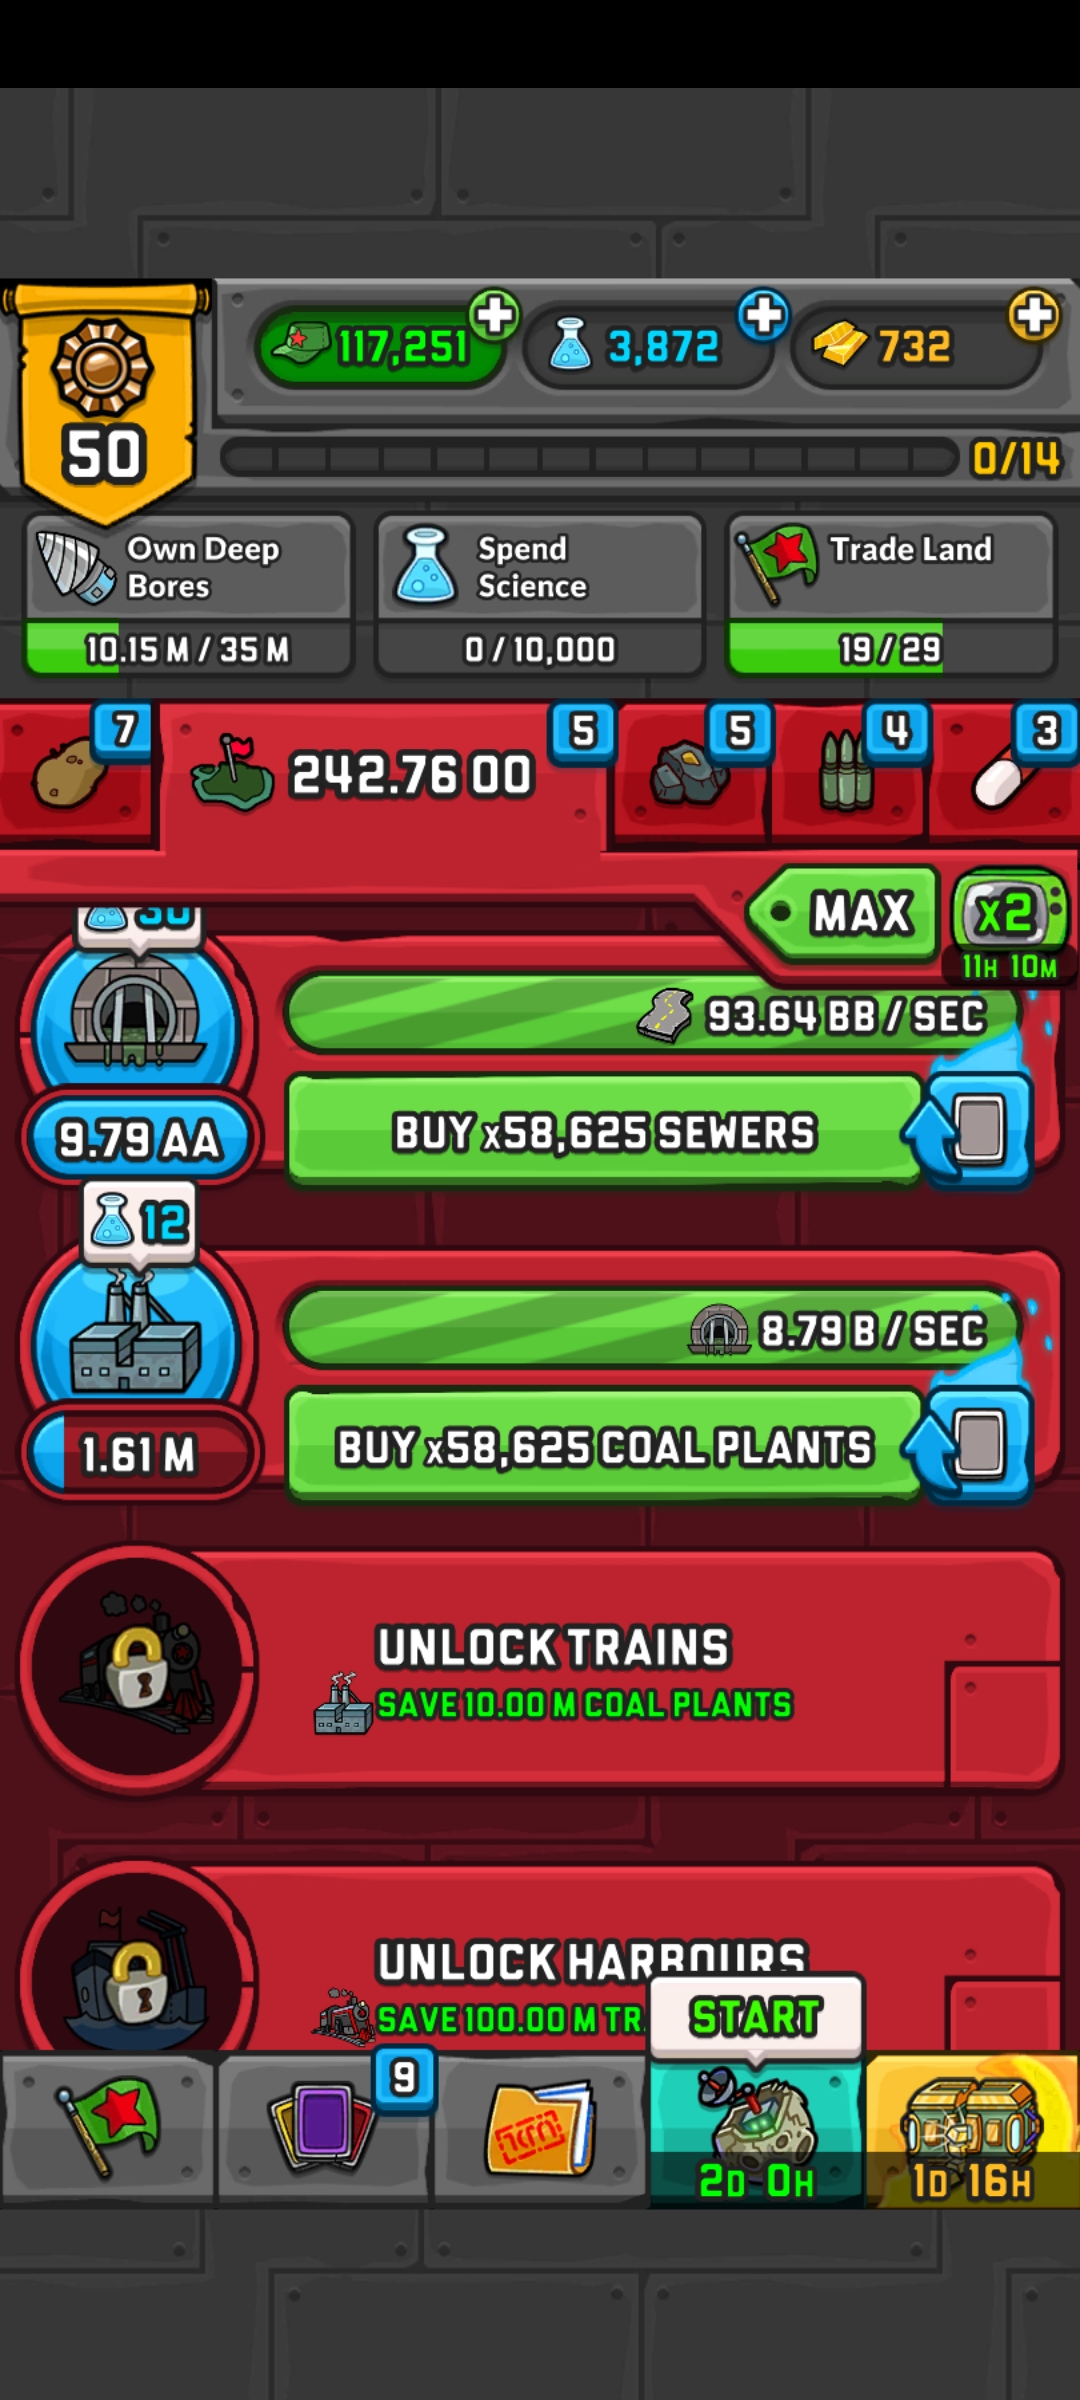 117,251
3,872
732
50
0/14
Own Deep
Bores
10.15 M / 35 M
Spend
Science
0 / 10,000
Trade Land
19 / 29
7
242.76 OO
5
5
4
3
MAX
x2
11H 10M
30
93.64 BB / SEC
9.79 AA
BUY x58,625 SEWERS
12
8.79 B / SEC
1.61 M
BUY x58,625 COAL PLANTS
UNLOCK TRAINS
SAVE 10.00 M COAL PLANTS
UNLOCK HARBOURS
SAVE 100.00 M TR
START
9
2D 0H
1D 16H